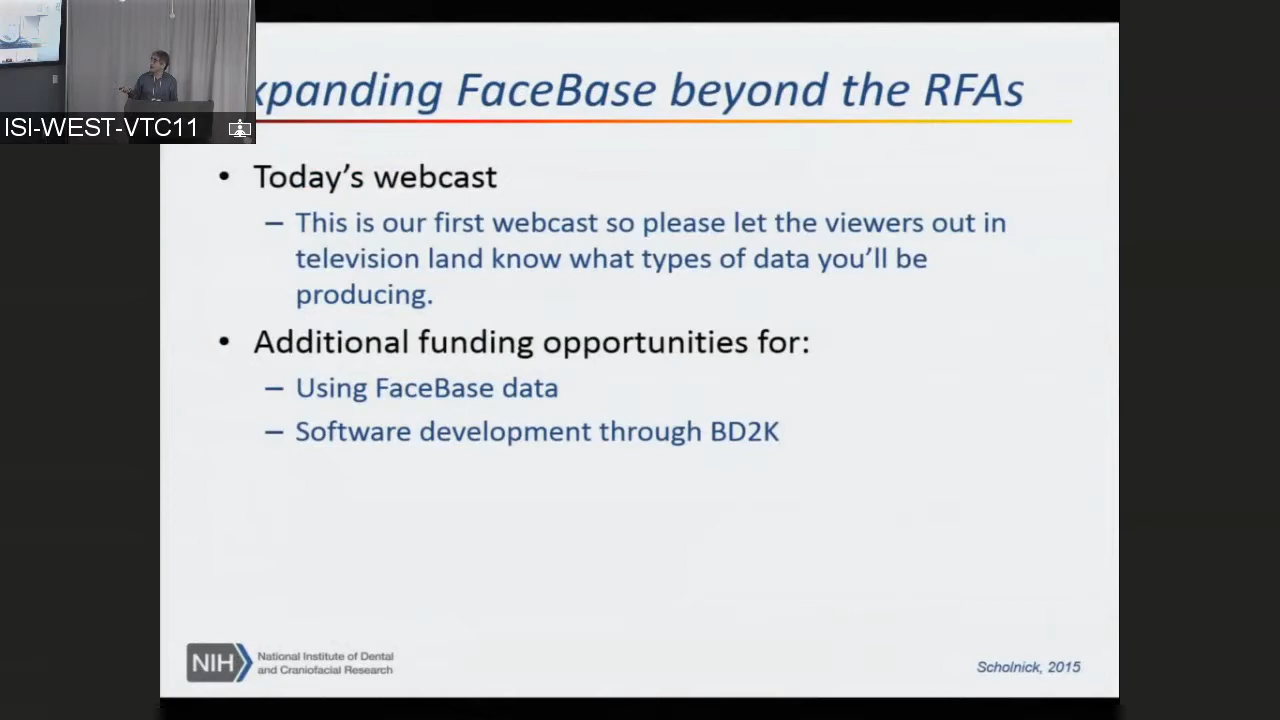 xpanding FaceBase beyond the RFAs
ISI-WEST-VTC11
• Today's webcast
– This is our first webcast so please let the viewers out in
television land know what types of data you'll be
producing.
• Additional funding opportunities for:
– Using FaceBase data
– Software development through BD2K
NIH
National Institute of Dental
and Craniofacial Research
Scholnick, 2015